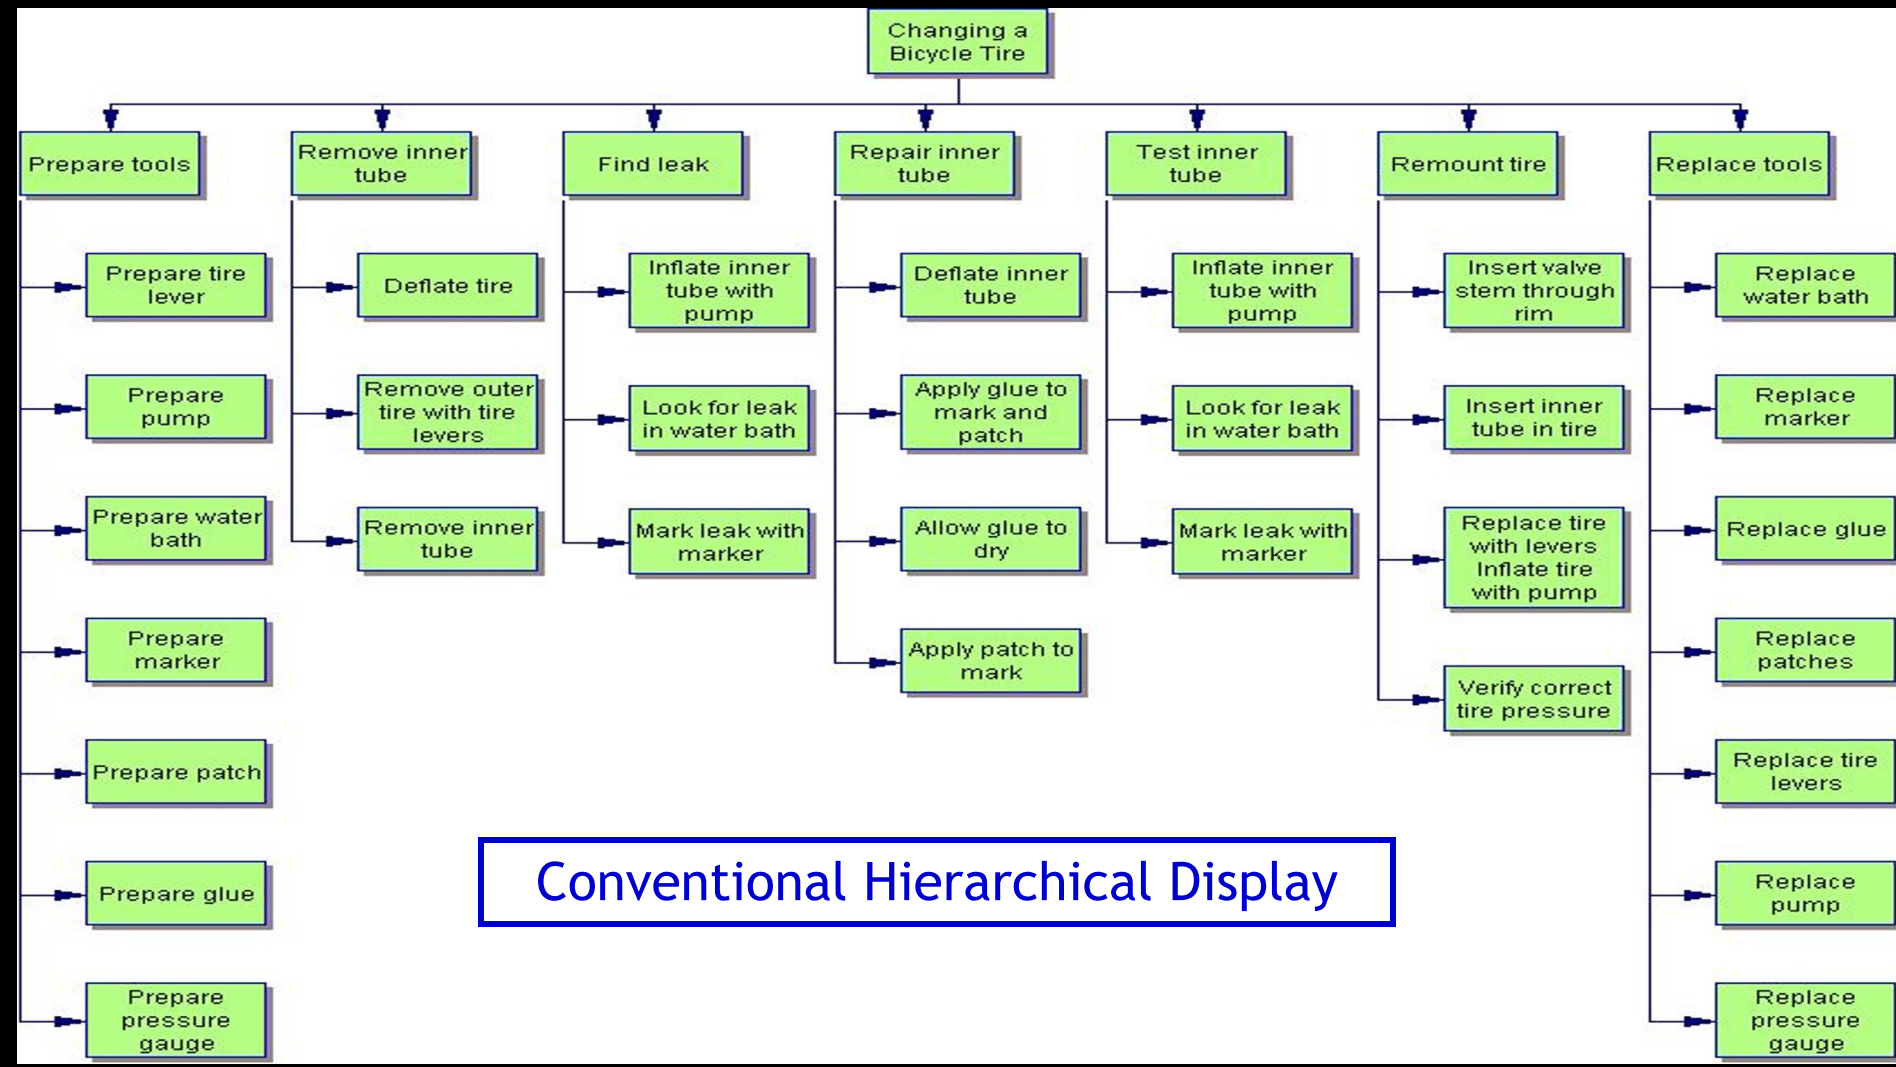 Changing a
Bicycle Tire
Prepare tools
Remove inner
tube
Find leak
Repair inner
tube
Test inner
tube
Remount tire
Replace tools
Prepare tire
lever
Prepare
pump
Prepare water
bath
Prepare
marker
Prepare patch
Prepare glue
Prepare
pressure
gauge
Deflate tire
Remove outer
tire with tire
levers
Remove inner
tube
Inflate inner
tube with
pump
Look for leak
in water bath
Mark leak with
marker
Deflate inner
tube
Apply glue to
mark and
patch
Allow glue to
dry
Apply patch to
mark
Inflate inner
tube with
pump
Look for leak
in water bath
Mark leak with
marker
Insert valve
stem through
rim
Insert inner
tube in tire
Replace tire
with levers
Inflate tire
with pump
Verify correct
tire pressure
Replace
water bath
Replace
marker
Replace glue
Replace
patches
Replace tire
levers
Replace
pump
Replace
pressure
gauge
Conventional Hierarchical Display